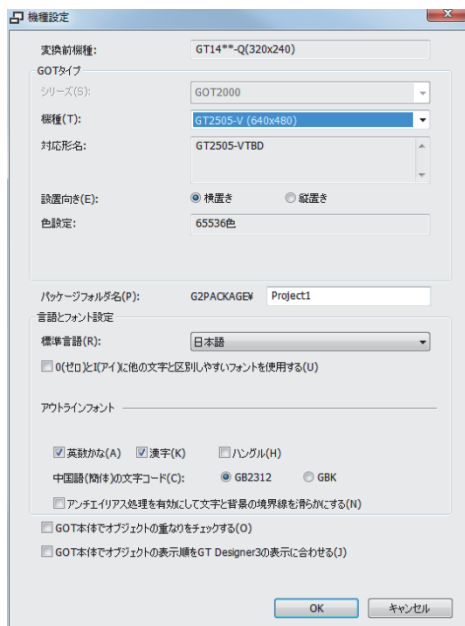 機種設定
変換前機種: GT14**-Q(320x240)
GOTタイプ
シリーズ(S): GOT2000
機種(T): GT2505-V (640x480)
対応形名: GT2505-VTBD
設置向き(E): 横置き 縦置き
色設定: 65536色
パッケージフォルダ名(P): G2PACKAGE¥ Project1
言語とフォント設定
標準言語(R): 日本語
0(ゼロ)とI(アイ)に他の文字と区別しやすいフォントを使用する(U)
アウトラインフォント
英数かな(A) 漢字(K) ハングル(H)
中国語(簡体)の文字コード(C): GB2312 GBK
アンチエイリアス処理を有効にして文字と背景の境界線を滑らかにする(N)
GOT本体でオブジェクトの重なりをチェックする(O)
GOT本体でオブジェクトの表示順をGT Designer3の表示に合わせる(J)
OK キャンセル